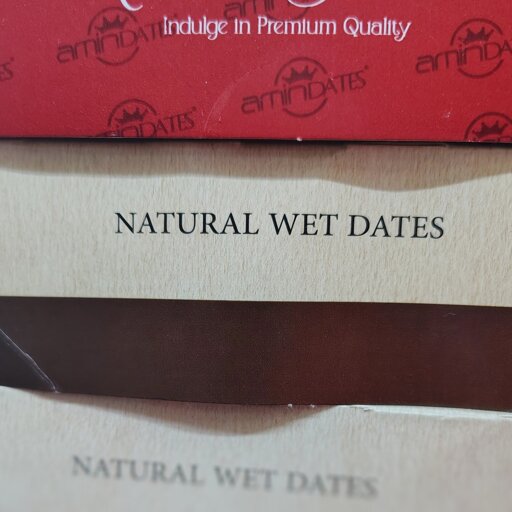 Indulge in Premium Quality
aminDATES®
aminDATES®
aminDATES®
aminDATES
NATURAL WET DATES
NATURAL WET DATES